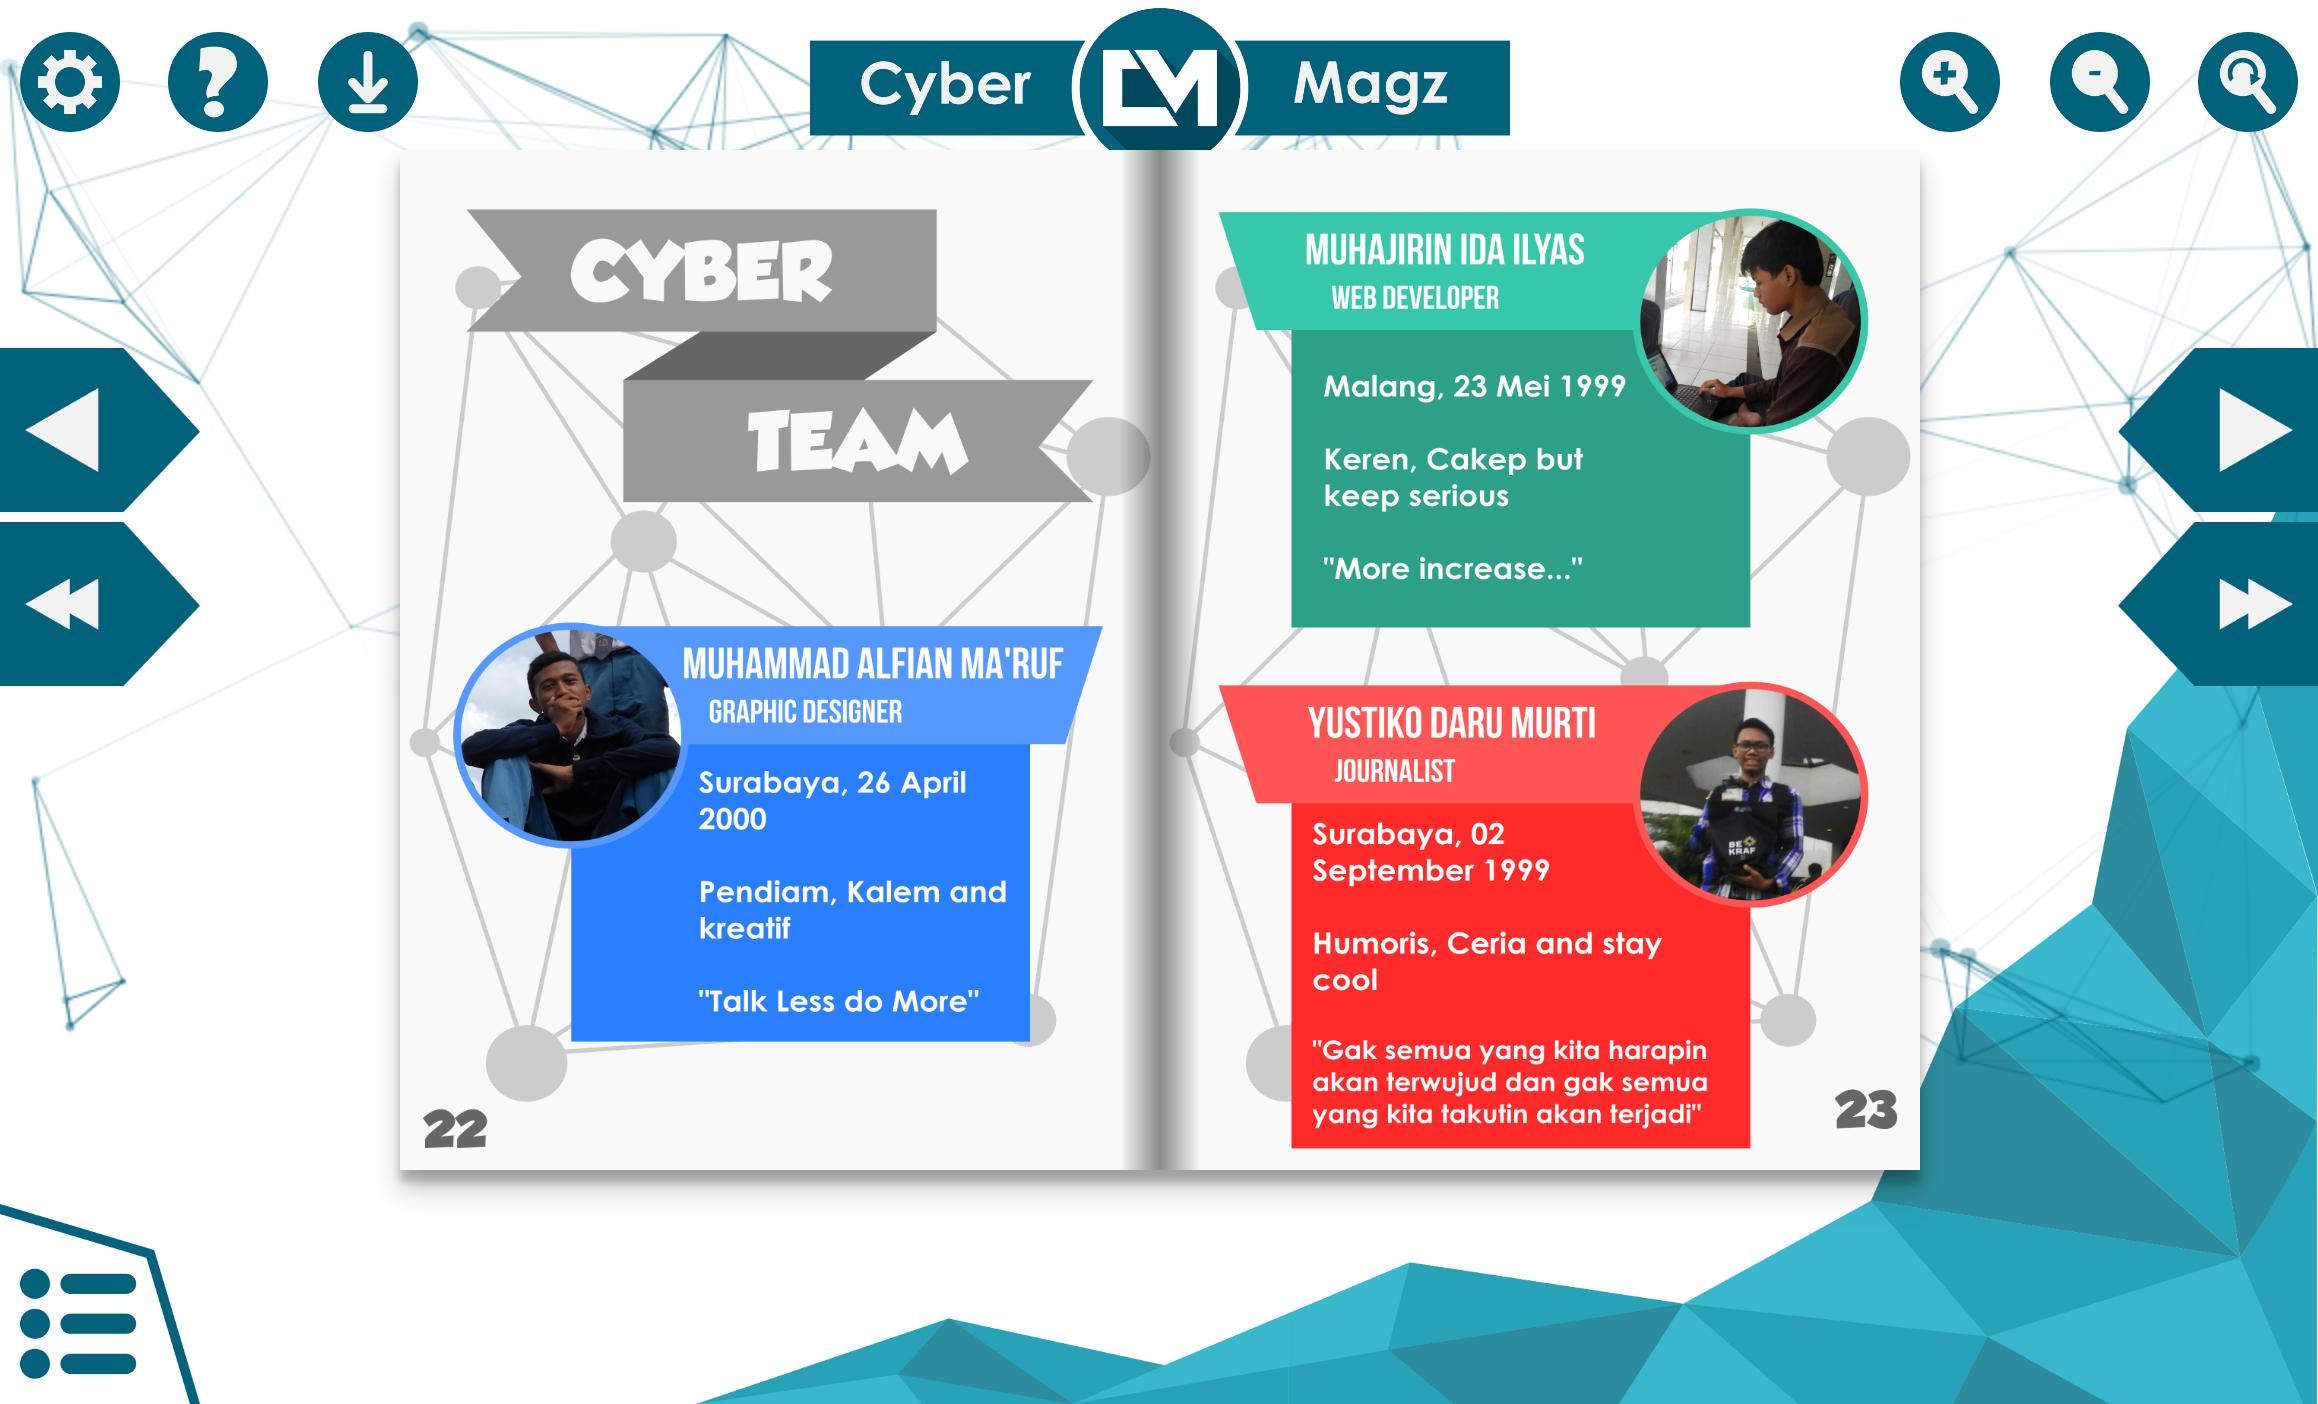 Cyber Magz
CYBER
TEAM
MUHAMMAD ALFIAN MA'RUF
GRAPHIC DESIGNER
Surabaya, 26 April
2000
Pendiam, Kalem and
kreatif
"Talk Less do More"
22
MUHAJIRIN IDA ILYAS
WEB DEVELOPER
Malang, 23 Mei 1999
Keren, Cakep but
keep serious
"More increase..."
YUSTIKO DARU MURTI
JOURNALIST
BE
KRAF
Surabaya, 02
September 1999
Humoris, Ceria and stay
cool
"Gak semua yang kita harapin
akan terwujud dan gak semua
yang kita takutin akan terjadi"
23